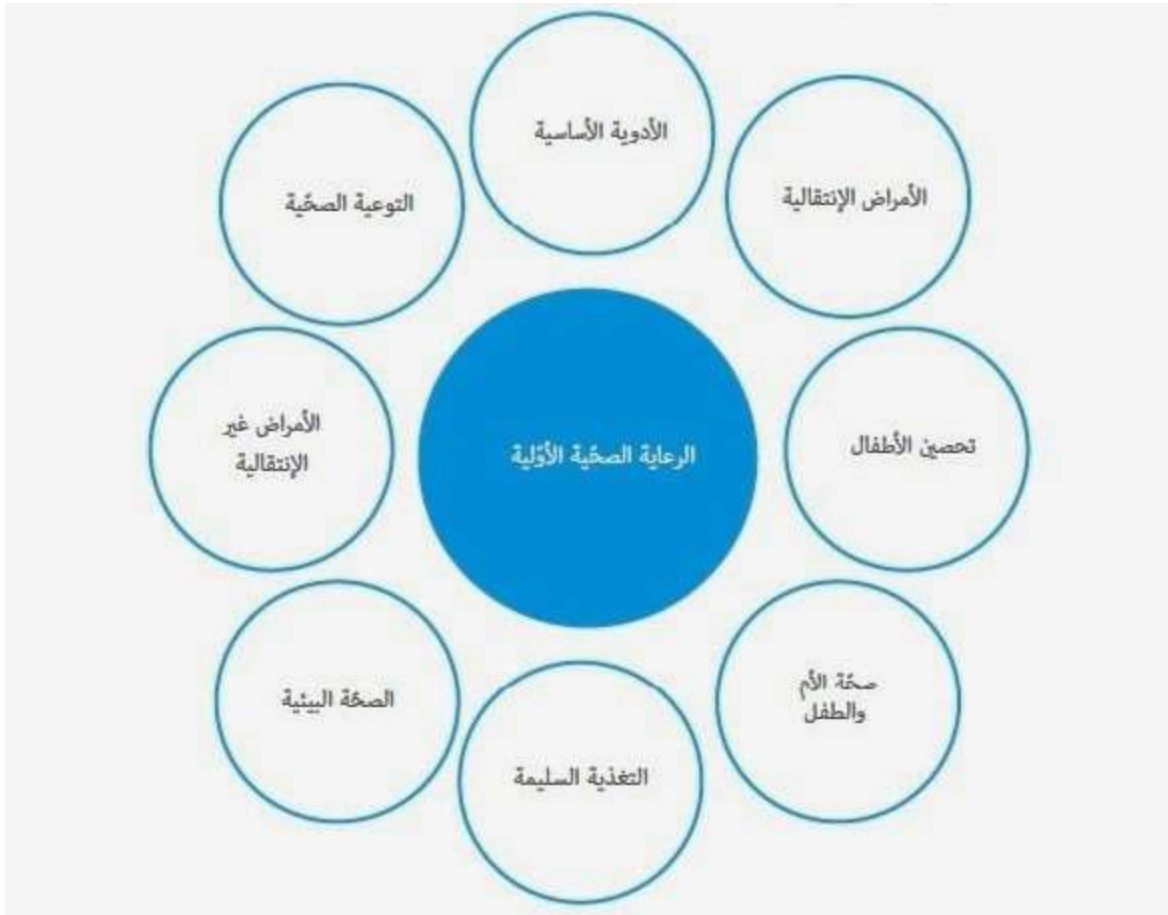 الأدوية الأساسية
الأمراض الإنتقالية
التوعية الصحّية
تحصين الأطفال
الأمراض غير
الإنتقالية
الرعاية الصحّية الأوّلية
صحّة الأم
والطفل
الصحّة البيئية
التغذية السليمة